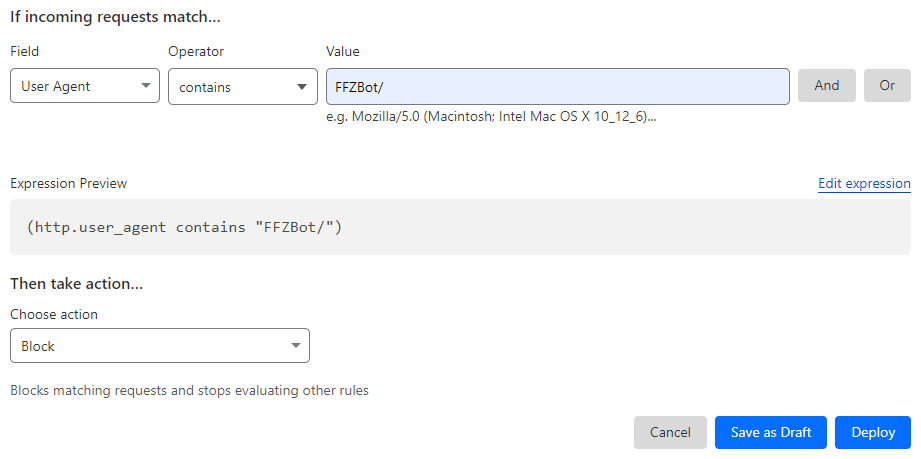 If incoming requests match...
Field Operator Value
User Agent contains FFZBot/ And Or
e.g. Mozilla/5.0 (Macintosh; Intel Mac OS X 10_12_6)...
Expression Preview Edit expression
(http.user_agent contains "FFZBot/")
Then take action...
Choose action
Block
Blocks matching requests and stops evaluating other rules
Cancel Save as Draft Deploy